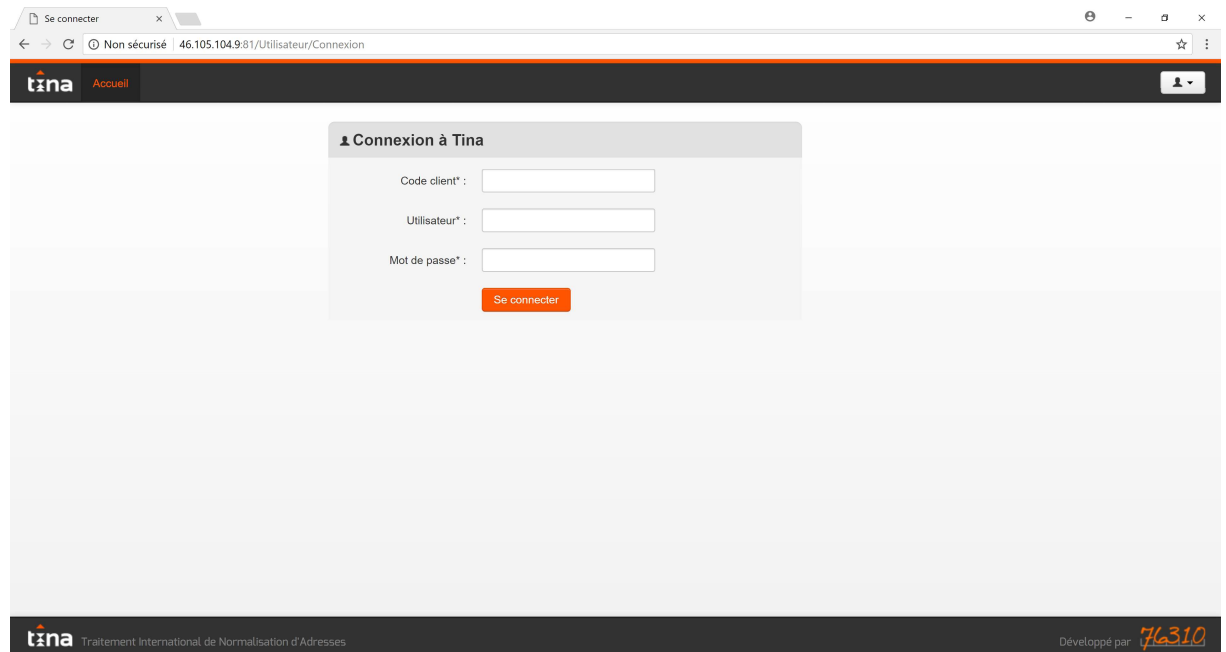 Se connecter
Non sécurisé 46.105.104.9:81/Utilisateur/Connexion
tina Accueil
Connexion à Tina
Code client* :
Utilisateur* :
Mot de passe* :
Se connecter
tina Traitement International de Normalisation d'Adresses
Développé par 76310